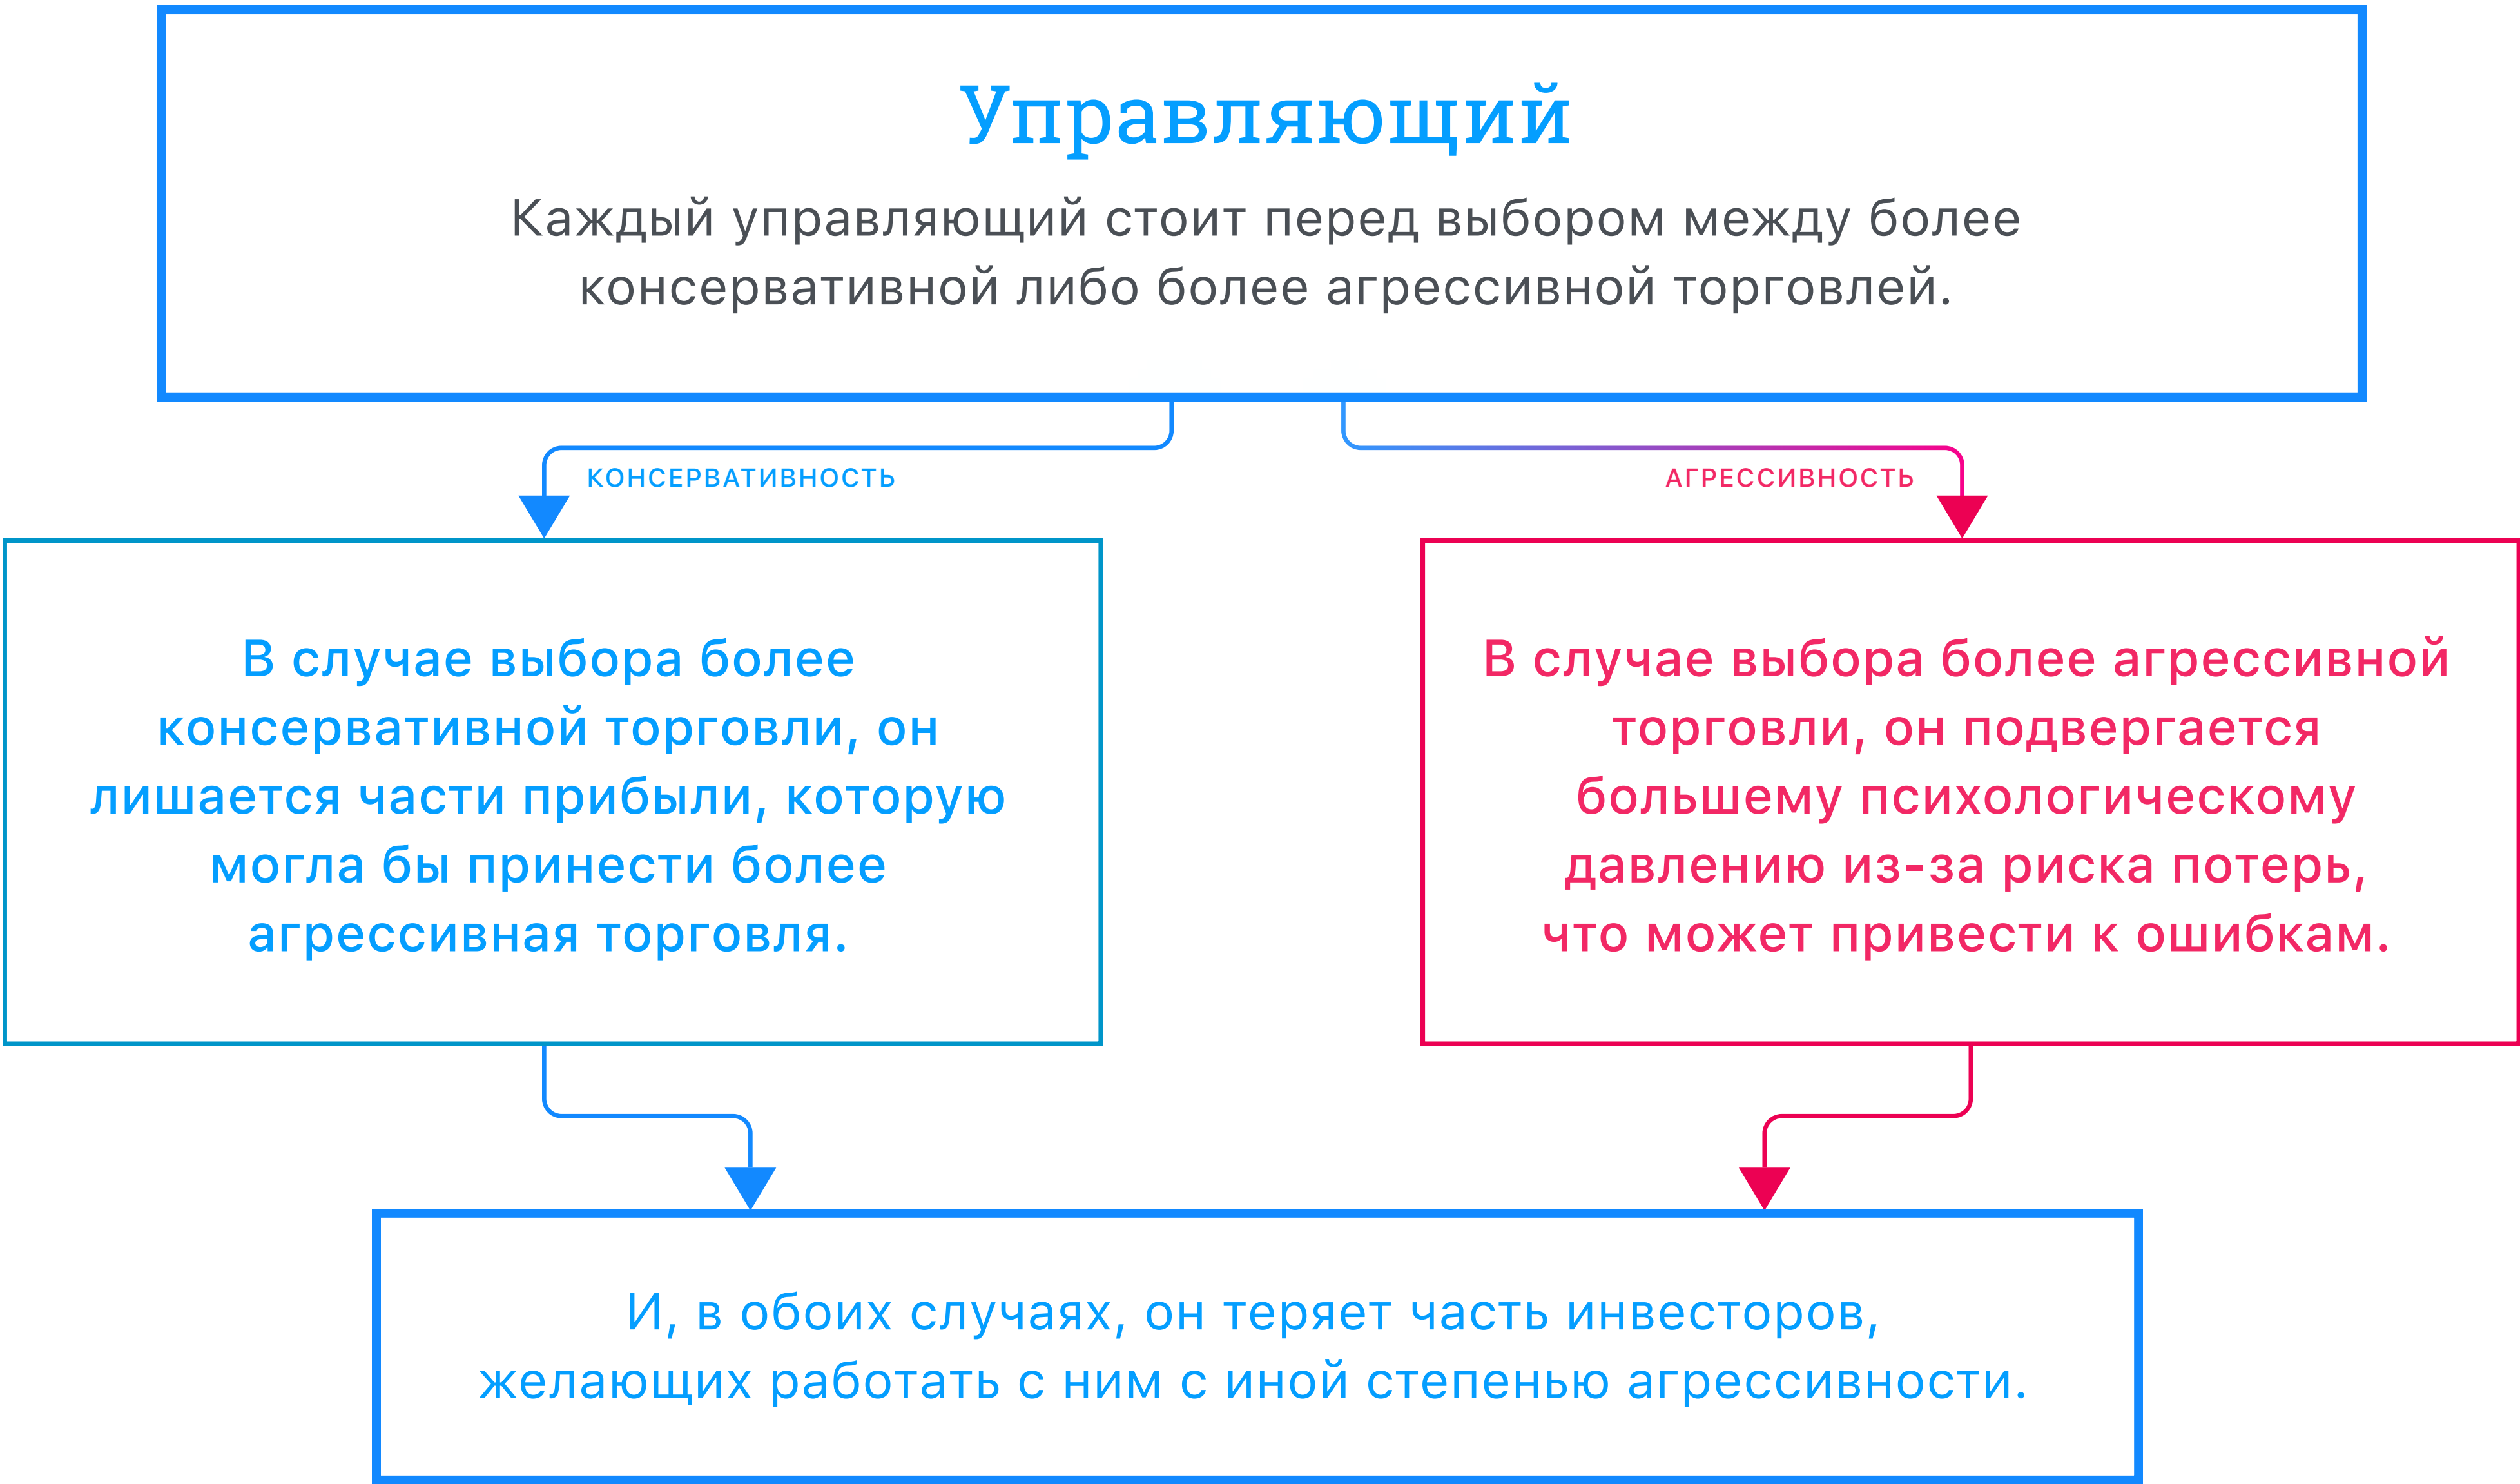 Управляющий
Каждый управляющий стоит перед выбором между более
консервативной либо более агрессивной торговлей.
КОНСЕРВАТИВНОСТЬ
АГРЕССИВНОСТЬ
В случае выбора более
консервативной торговли, он
лишается части прибыли, которую
могла бы принести более
агрессивная торговля.
В случае выбора более агрессивной
торговли, он подвергается
большему психологическому
давлению из-за риска потерь,
что может привести к ошибкам.
И, в обоих случаях, он теряет часть инвесторов,
желающих работать с ним с иной степенью агрессивности.